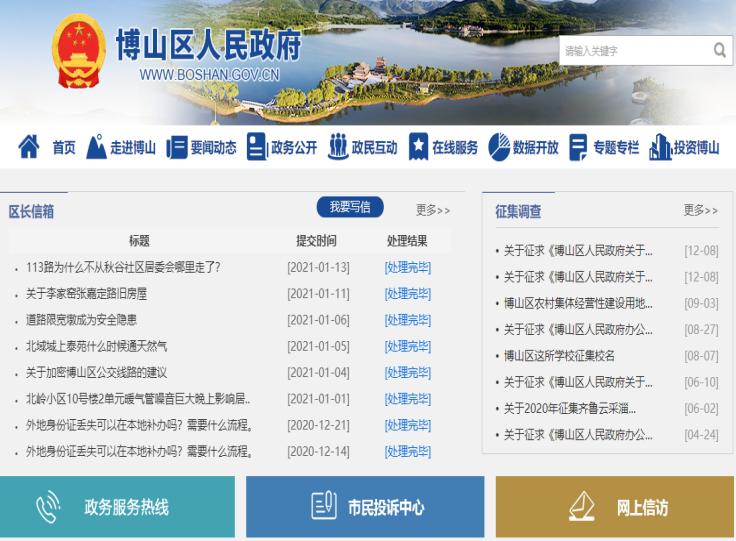 博山区人民政府
WWW.BOSHAN.GOV.CN
请输入关键字
首页 走进博山 要闻动态 政务公开 政民互动 在线服务 数据开放 专题专栏 投资博山
区长信箱 我要写信 更多>>
标题 提交时间 处理结果
113路为什么不从秋谷社区居委会哪里走了? [2021-01-13] [处理完毕]
关于李家窑张嘉定路旧房屋 [2021-01-11] [处理完毕]
道路限宽墩成为安全隐患 [2021-01-06] [处理完毕]
北域城上泰苑什么时候通天然气 [2021-01-05] [处理完毕]
关于加密博山区公交线路的建议 [2021-01-04] [处理完毕]
北岭小区10号楼2单元暖气管噪音巨大晚上影响居.. [2021-01-01] [处理完毕]
外地身份证丢失可以在本地补办吗？需要什么流程。 [2020-12-21] [处理完毕]
外地身份证丢失可以在本地补办吗？需要什么流程。 [2020-12-14] [处理完毕]
征集调查 更多>>
关于征求《博山区人民政府关于... [12-08]
关于征求《博山区人民政府关于... [12-08]
博山区农村集体经营性建设用地... [09-03]
关于征求《博山区人民政府办公... [08-27]
博山区这所学校征集校名 [08-07]
关于征求《博山区人民政府关于... [06-10]
关于2020年征集齐鲁云采淄... [06-02]
关于征求《博山区人民政府办公... [04-24]
政务服务热线 市民投诉中心 网上信访